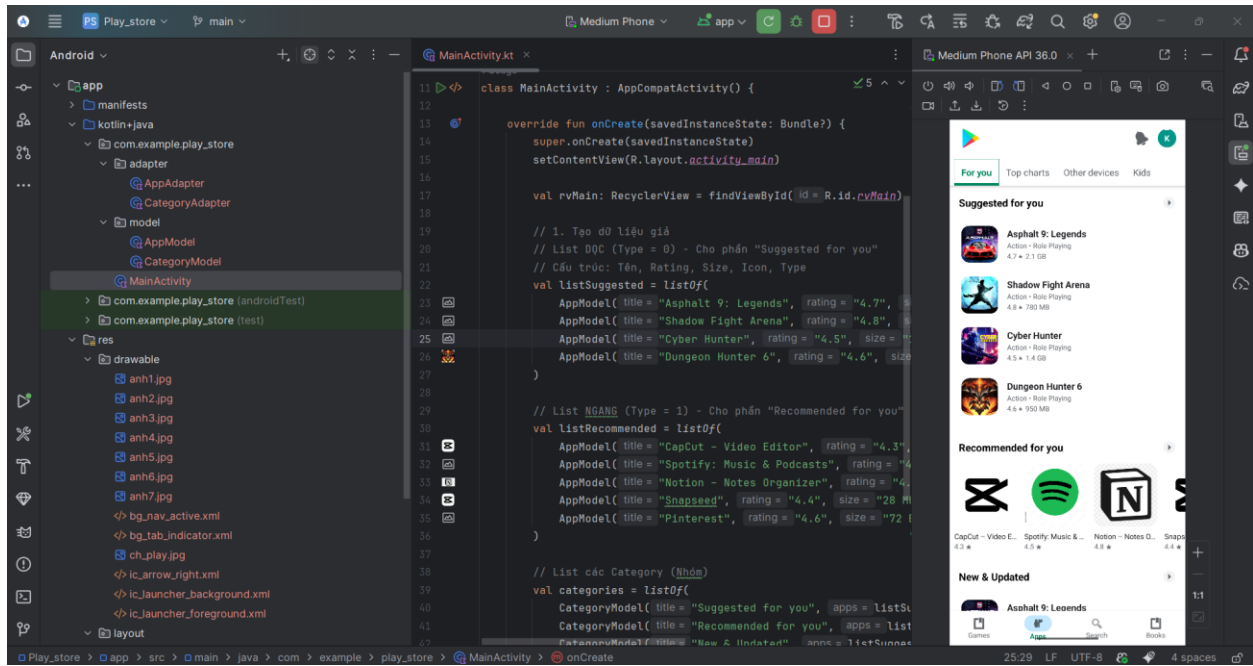 PS Play_store
main
Medium Phone
app
Android
app
manifests
kotlin+java
com.example.play_store
adapter
AppAdapter
CategoryAdapter
model
AppModel
CategoryModel
MainActivity
com.example.play_store (androidTest)
com.example.play_store (test)
res
drawable
anh1.jpg
anh2.jpg
anh3.jpg
anh4.jpg
anh5.jpg
anh6.jpg
anh7.jpg
bg_nav_active.xml
bg_tab_indicator.xml
ch_play.jpg
ic_arrow_right.xml
ic_launcher_background.xml
ic_launcher_foreground.xml
layout
MainActivity.kt
5
11 class MainActivity : AppCompatActivity() {
12
13 override fun onCreate(savedInstanceState: Bundle?) {
14 super.onCreate(savedInstanceState)
15 setContentView(R.layout.activity_main)
16
17 val rvMain: RecyclerView = findViewById( id = R.id.rvMain)
18
19 // 1. Tạo dữ liệu giả
20 // List DỌC (Type = 0) - Cho phần "Suggested for you"
21 // Cấu trúc: Tên, Rating, Size, Icon, Type
22 val listSuggested = listOf(
23 AppModel( title = "Asphalt 9: Legends", rating = "4.7",
24 AppModel( title = "Shadow Fight Arena", rating = "4.8",
25 AppModel( title = "Cyber Hunter", rating = "4.5", size =
26 AppModel( title = "Dungeon Hunter 6", rating = "4.6", size
27 )
28
29 // List NGANG (Type = 1) - Cho phần "Recommended for you"
30 val listRecommended = listOf(
31 AppModel( title = "CapCut – Video Editor", rating = "4.3",
32 AppModel( title = "Spotify: Music & Podcasts", rating = "4
33 AppModel( title = "Notion – Notes Organizer", rating = "4.
34 AppModel( title = "Snapseed", rating = "4.4", size = "28 M
35 AppModel( title = "Pinterest", rating = "4.6", size = "72
36 )
37
38 // List các Category (Nhóm)
39 val categories = listOf(
40 CategoryModel( title = "Suggested for you", apps = listSu
41 CategoryModel( title = "Recommended for you", apps = list
42 CategoryModel( title = "New & Updated", apps = listSugges
Medium Phone API 36.0
K
For you Top charts Other devices Kids
Suggested for you
Asphalt 9: Legends
Action • Role Playing
4.7 ★ 2.1 GB
Shadow Fight Arena
Action • Role Playing
4.8 ★ 780 MB
Cyber Hunter
Action • Role Playing
4.5 ★ 1.4 GB
Dungeon Hunter 6
Action • Role Playing
4.6 ★ 950 MB
Recommended for you
N
CapCut – Video E... Spotify: Music & ... Notion – Notes O... Snaps
4.3 ★ 4.5 ★ 4.8 ★ 4.4 ★
New & Updated
Asphalt 9: Legends
Games Apps Search Books
1:1
Play_store > app > src > main > java > com > example > play_store > MainActivity > onCreate
25:29 LF UTF-8 4 spaces